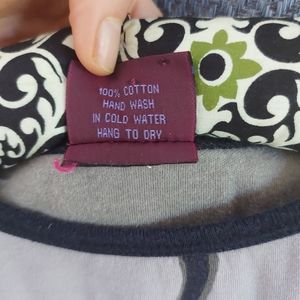 100% COTTON
HAND WASH
IN COLD WATER
HANG TO DRY